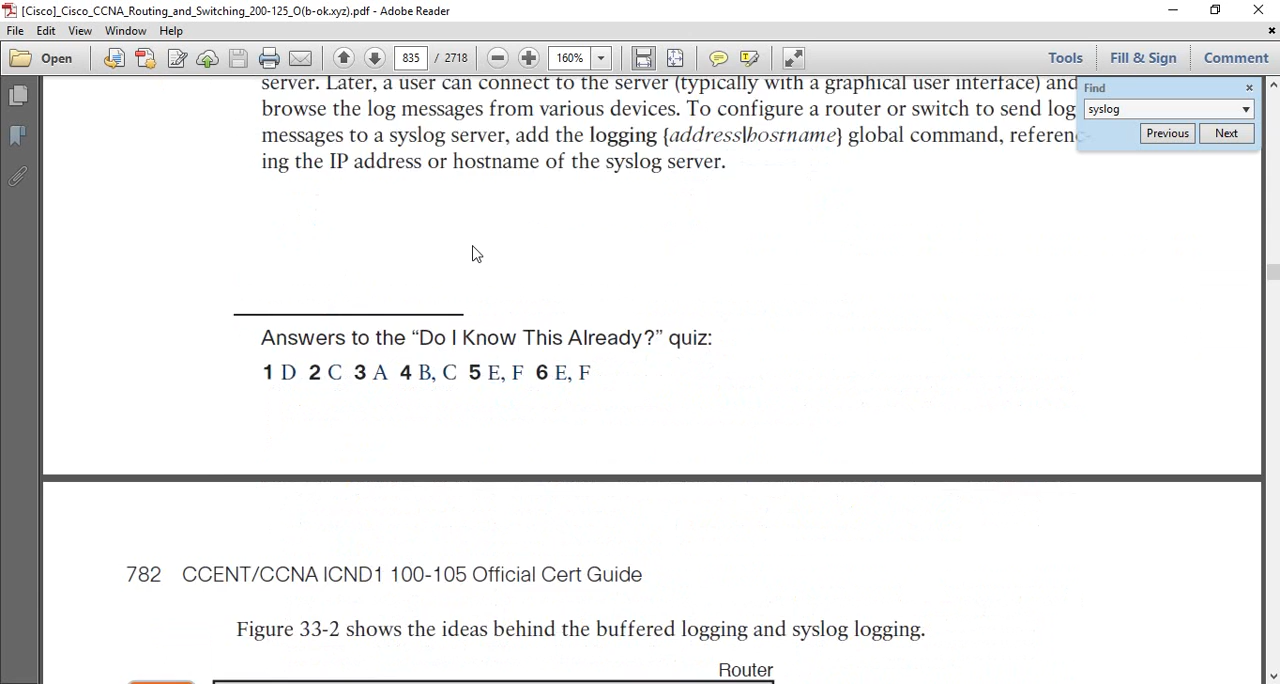 [Cisco]_Cisco_CCNA_Routing_and_Switching_200-125_O(b-ok.xyz).pdf - Adobe Reader
File Edit View Window Help
Open 835 / 2718 160% Tools Fill & Sign Comment
Find
syslog
Previous Next
server. Later, a user can connect to the server (typically with a graphical user interface) and
browse the log messages from various devices. To configure a router or switch to send log
messages to a syslog server, add the logging {address|hostname} global command, referenc-
ing the IP address or hostname of the syslog server.
Answers to the “Do I Know This Already?” quiz:
1 D 2 C 3 A 4 B, C 5 E, F 6 E, F
782 CCENT/CCNA ICND1 100-105 Official Cert Guide
Figure 33-2 shows the ideas behind the buffered logging and syslog logging.
Router